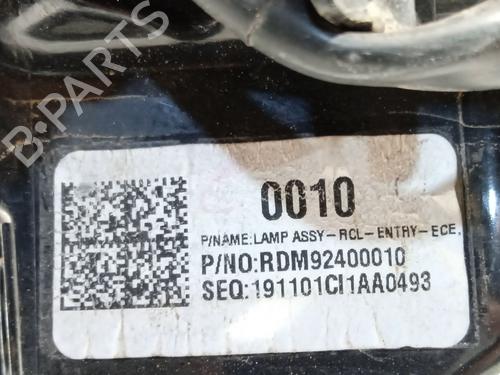 B-PARTS
0010
P/NAME:LAMP ASSY-RCL-ENTRY-ECE,
P/NO:RDM92400010
SEQ:191101CI1AA0493